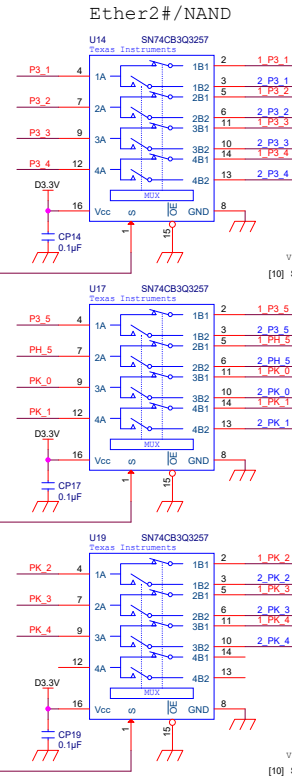 Ether2#/NAND
U14 SN74CB3Q3257
Texas Instruments
P3_1 4 1A 1B1 2 1_P3_1
1B2 3 2_P3_1
P3_2 7 2A 2B1 5 1_P3_2
2B2 6 2_P3_2
P3_3 9 3A 3B1 11 1_P3_3
3B2 10 2_P3_3
P3_4 12 4A 4B1 14 1_P3_4
4B2 13 2_P3_4
D3.3V MUX
16 Vcc S OE GND 8
CP14 1 15
0.1µF
[10]
U17 SN74CB3Q3257
Texas Instruments
P3_5 4 1A 1B1 2 1_P3_5
1B2 3 2_P3_5
PH_5 7 2A 2B1 5 1_PH_5
2B2 6 2_PH_5
PK_0 9 3A 3B1 11 1_PK_0
3B2 10 2_PK_0
PK_1 12 4A 4B1 14 1_PK_1
4B2 13 2_PK_1
D3.3V MUX
16 Vcc S OE GND 8
CP17 1 15
0.1µF
U19 SN74CB3Q3257
Texas Instruments
PK_2 4 1A 1B1 2 1_PK_2
1B2 3 2_PK_2
PK_3 7 2A 2B1 5 1_PK_3
2B2 6 2_PK_3
PK_4 9 3A 3B1 11 1_PK_4
3B2 10 2_PK_4
12 4A 4B1 14
4B2 13
D3.3V MUX
16 Vcc S OE GND 8
CP19 1 15
0.1µF
[10]